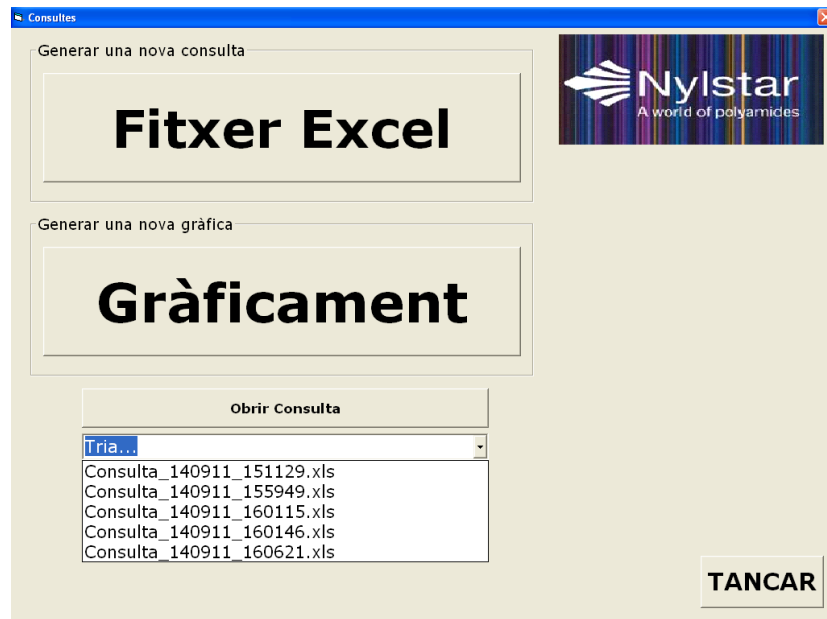 Consultes
Generar una nova consulta
Fitxer Excel
Nylstar
A world of polyamides
Generar una nova gràfica
Gràficament
Obrir Consulta
Tria...
Consulta_140911_151129.xls
Consulta_140911_155949.xls
Consulta_140911_160115.xls
Consulta_140911_160146.xls
Consulta_140911_160621.xls
TANCAR